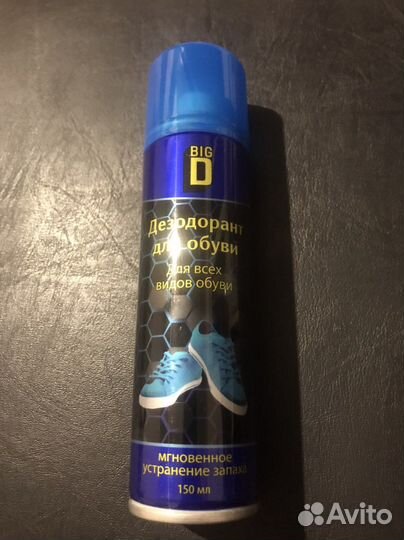 BIG
D
Дезодорант
для обуви
Для всех
видов обуви
мгновенное
устранение запаха
150 мл
Avito